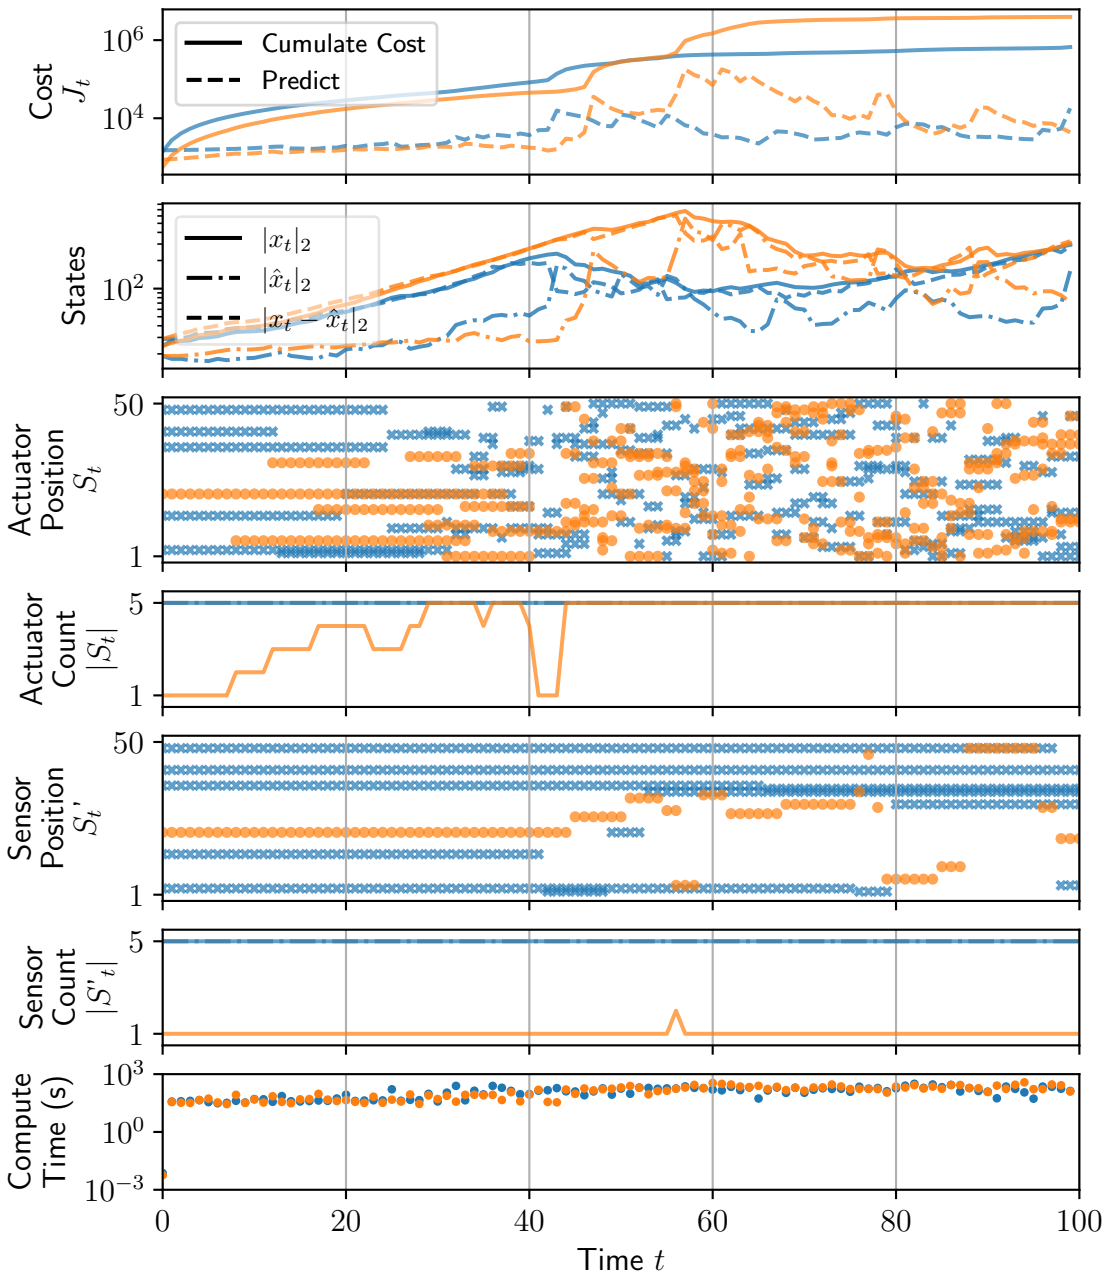 Cost
J_t
10^6
10^4
Cumulate Cost
Predict
States
10^2
|x_t|_2
|x̂_t|_2
|x_t − x̂_t|_2
Actuator
Position
S_t
50
1
Actuator
Count
|S_t|
5
1
Sensor
Position
S_t'
50
1
Sensor
Count
|S'_t|
5
1
Compute
Time (s)
10^3
10^0
10^−3
0 20 40 60 80 100
Time t